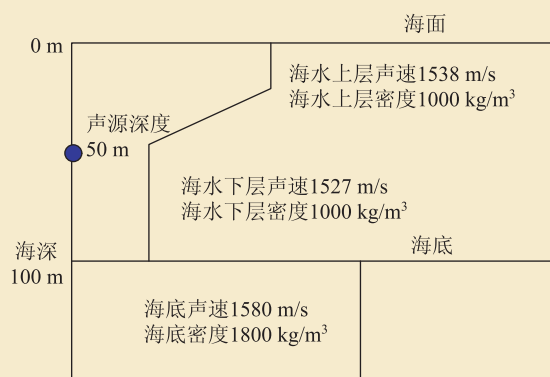 海面
0 m
海水上层声速1538 m/s
海水上层密度1000 kg/m³
声源深度
50 m
海水下层声速1527 m/s
海水下层密度1000 kg/m³
海底
海深
100 m
海底声速1580 m/s
海底密度1800 kg/m³